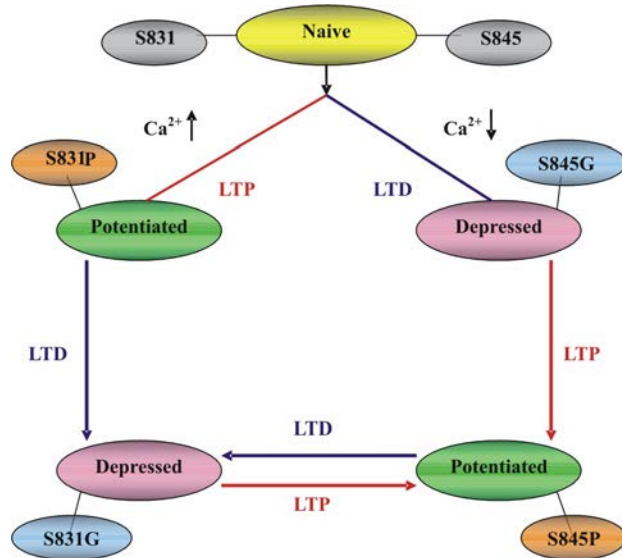 S831
Naive
S845
Ca2+
Ca2+
S831P
S845G
LTP
LTD
Potentiated
Depressed
LTD
LTP
LTD
Depressed
Potentiated
LTP
S831G
S845P